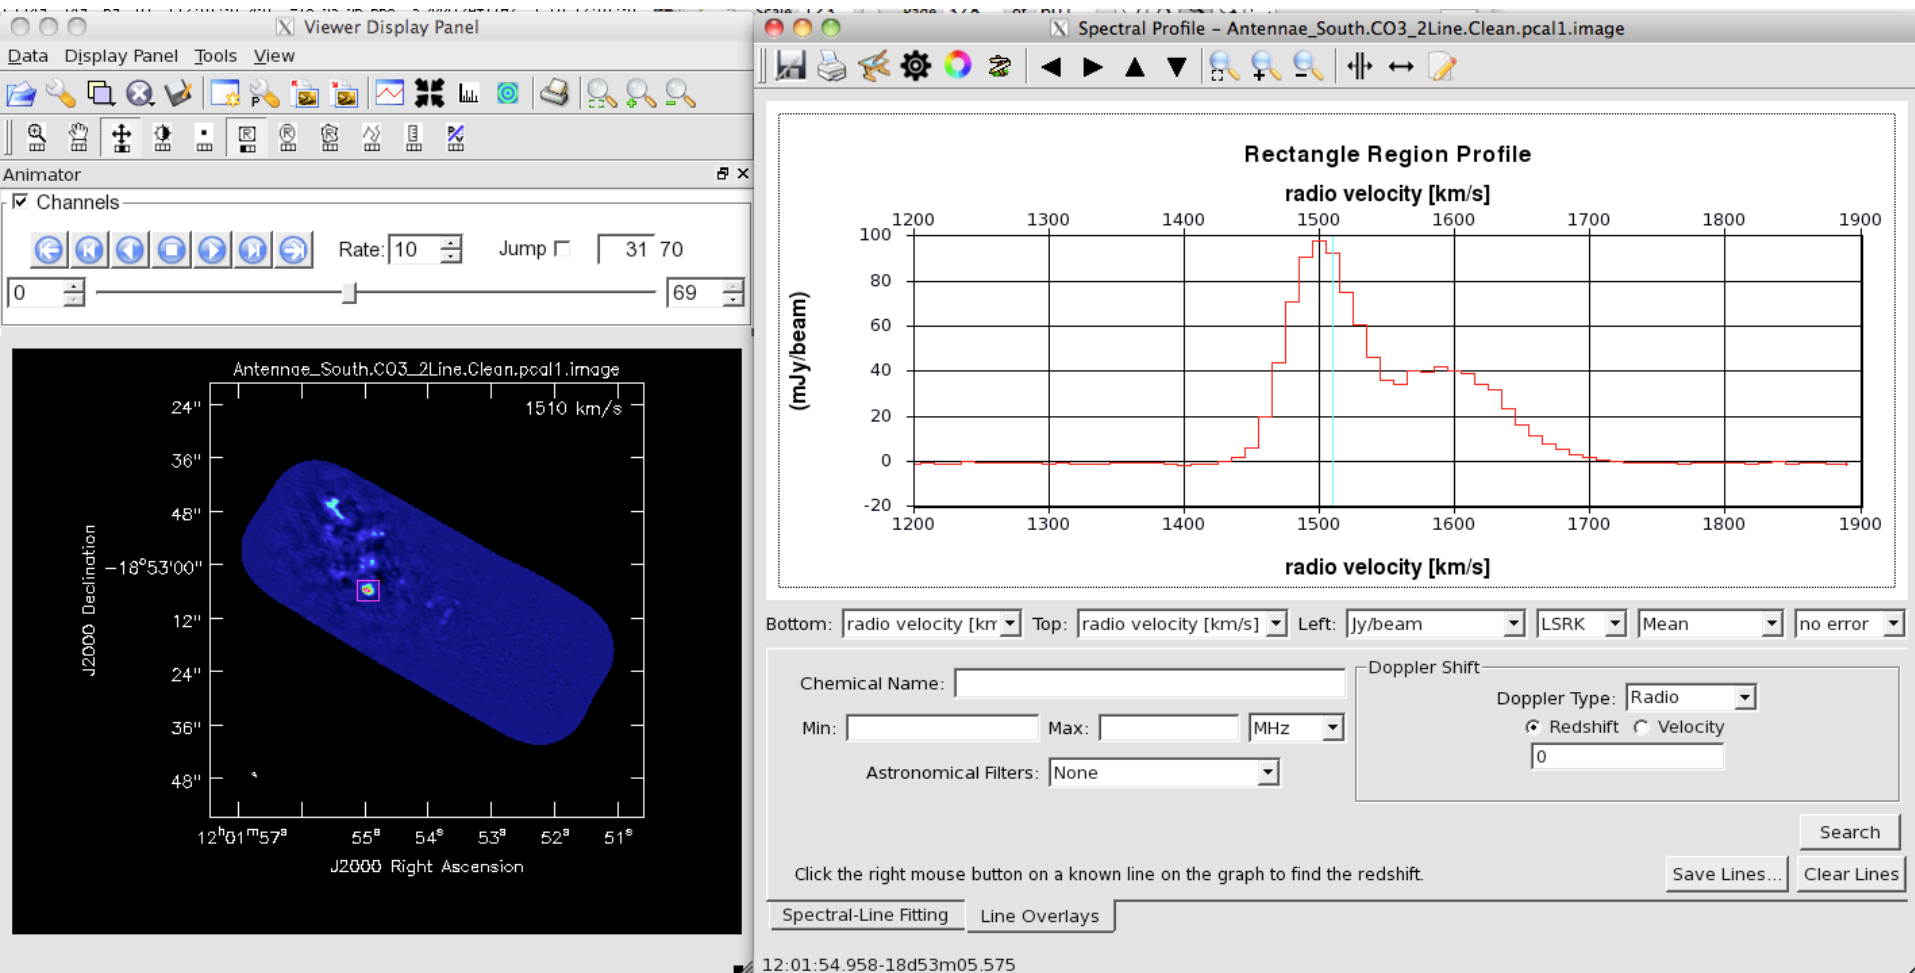 Viewer Display Panel
Data Display Panel Tools View
Animator
Channels
Rate: 10 Jump 31 70
0 69
Antennae_South.CO3_2Line.Clean.pcal1.image
1510 km/s
24"
36"
48"
−18°53'00"
12"
24"
36"
48"
J2000 Declination
12h01m57s 55s 54s 53s 52s 51s
J2000 Right Ascension
Spectral Profile - Antennae_South.CO3_2Line.Clean.pcal1.image
Rectangle Region Profile
radio velocity [km/s]
1200 1300 1400 1500 1600 1700 1800 1900
100
80
60
40
20
0
-20
(mJy/beam)
1200 1300 1400 1500 1600 1700 1800 1900
radio velocity [km/s]
Bottom: radio velocity [km Top: radio velocity [km/s] Left: Jy/beam LSRK Mean no error
Chemical Name:
Min: Max: MHz
Astronomical Filters: None
Doppler Shift
Doppler Type: Radio
Redshift Velocity
0
Search
Click the right mouse button on a known line on the graph to find the redshift.
Save Lines... Clear Lines
Spectral-Line Fitting Line Overlays
12:01:54.958-18d53m05.575